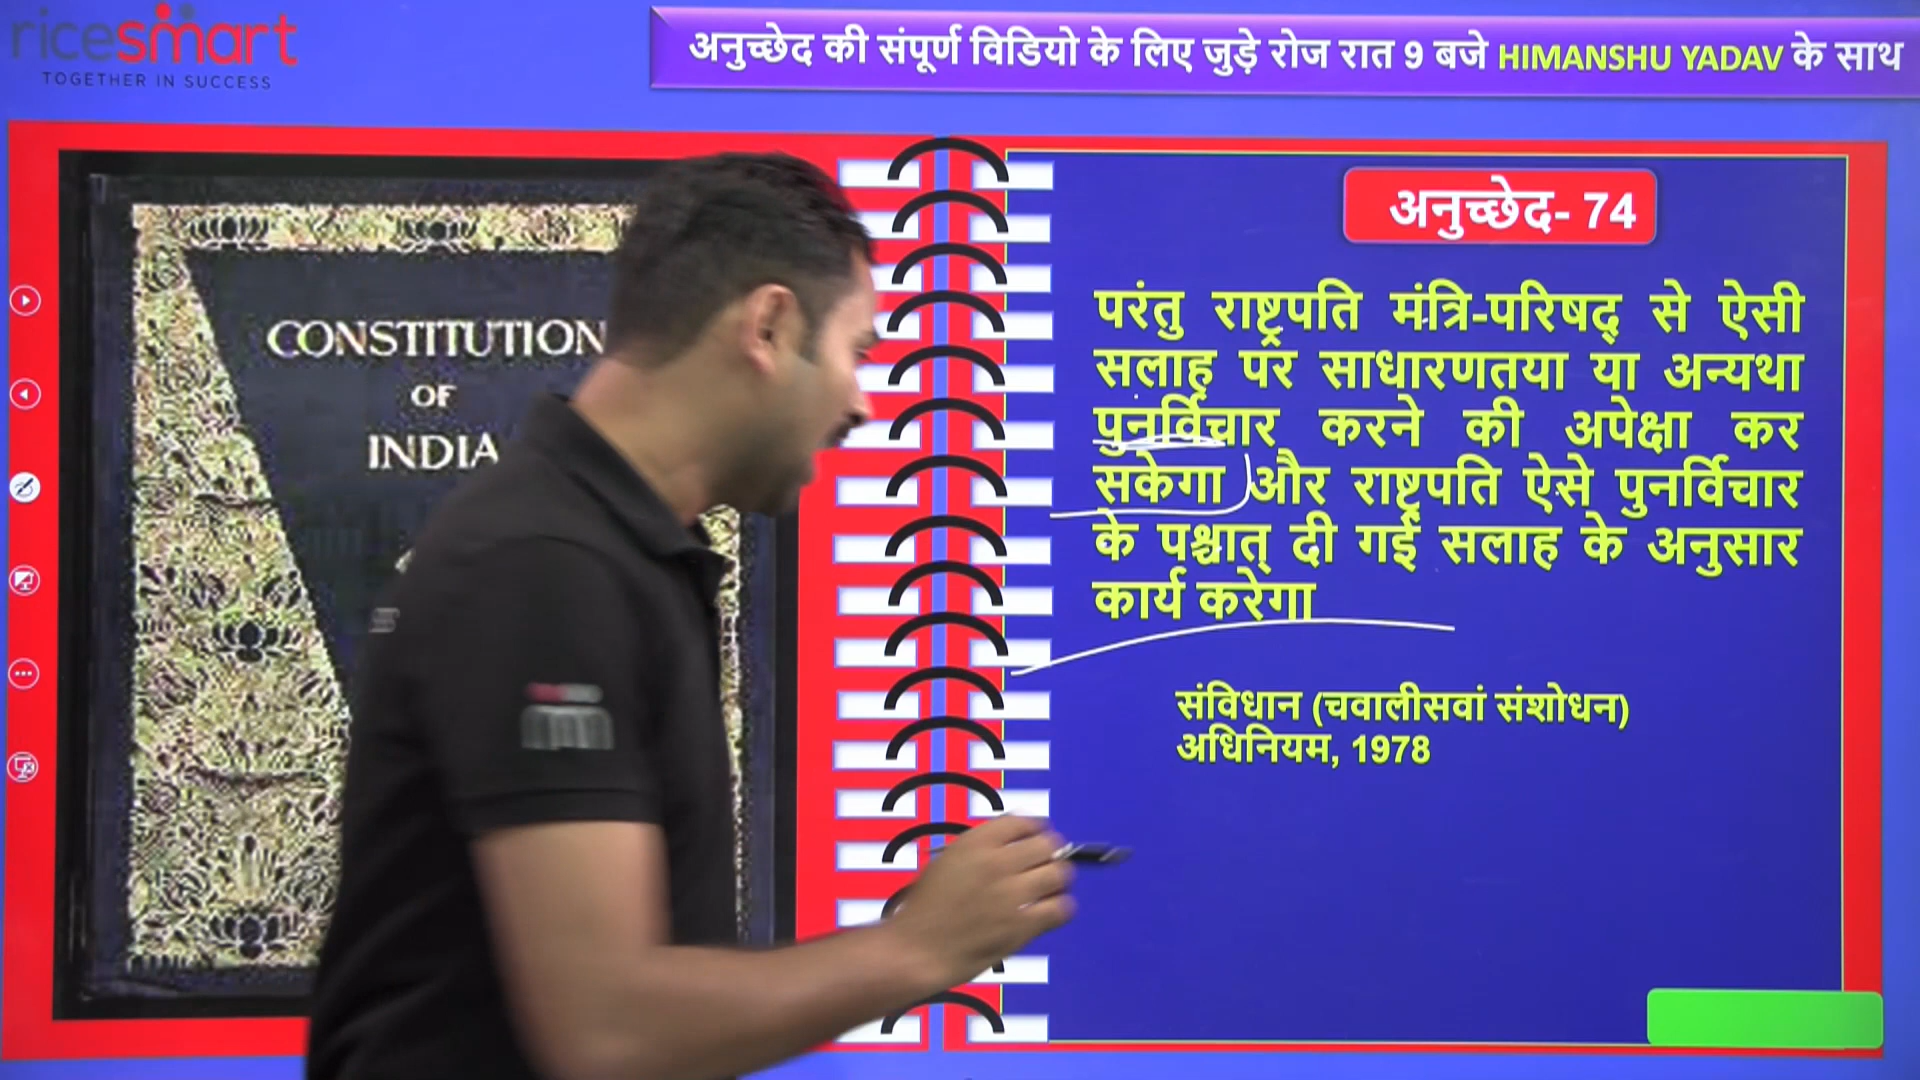 ricesmart
TOGETHER IN SUCCESS
अनुच्छेद की संपूर्ण विडियो के लिए जुड़े रोज रात 9 बजे HIMANSHU YADAV के साथ
CONSTITUTION
OF
INDIA
अनुच्छेद- 74
परंतु राष्ट्रपति मंत्रि-परिषद् से ऐसी
सलाह पर साधारणतया या अन्यथा
पुनर्विचार करने की अपेक्षा कर
सकेगा और राष्ट्रपति ऐसे पुनर्विचार
के पश्चात् दी गई सलाह के अनुसार
कार्य करेगा
संविधान (चवालीसवां संशोधन)
अधिनियम, 1978